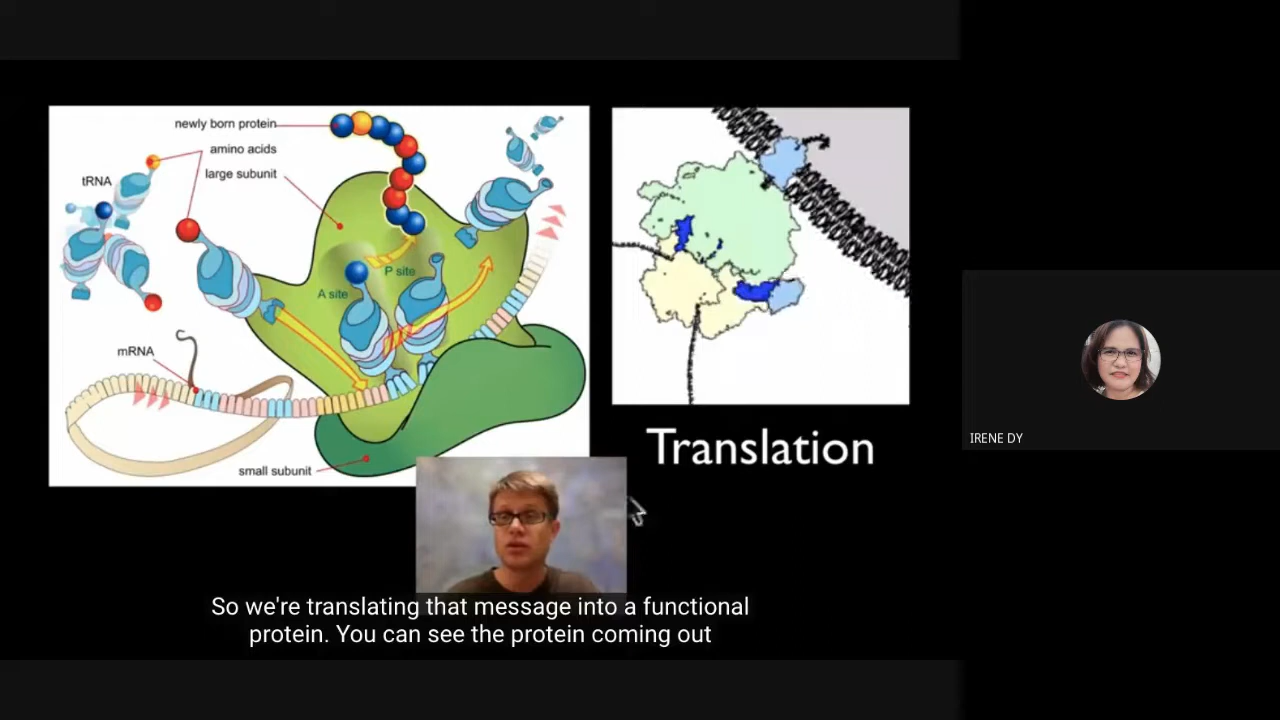 newly born protein
amino acids
large subunit
tRNA
P site
A site
mRNA
small subunit
Translation
IRENE DY
So we're translating that message into a functional
protein. You can see the protein coming out